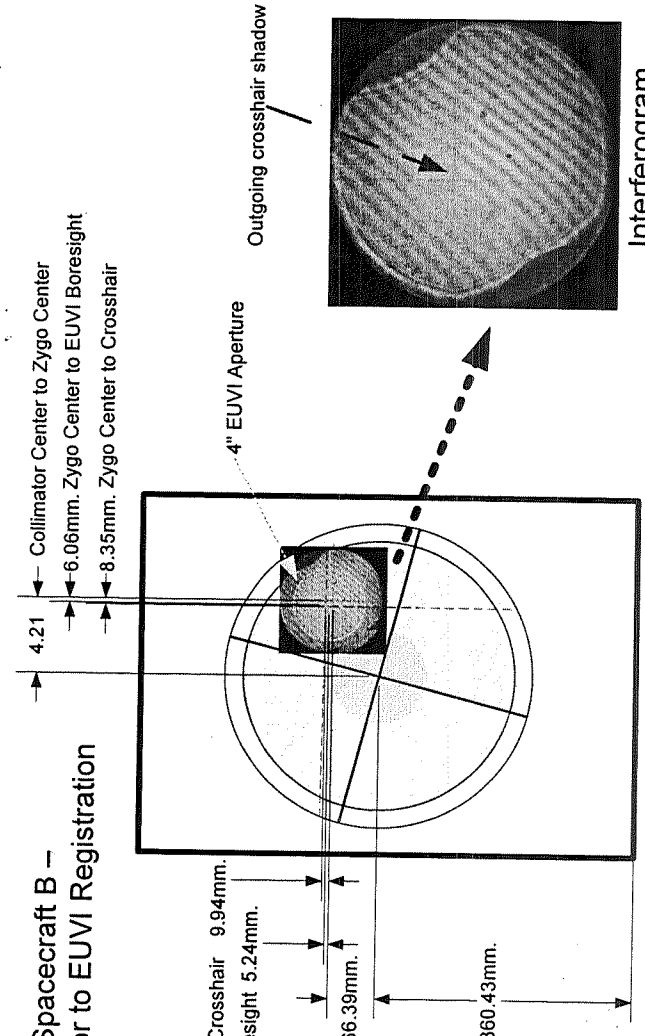 Spacecraft B –
or to EUVI Registration
4.21
Collimator Center to Zygo Center
6.06mm. Zygo Center to EUVI Boresight
8.35mm. Zygo Center to Crosshair
4" EUVI Aperture
Outgoing crosshair shadow
Crosshair 9.94mm.
sight 5.24mm.
6.39mm.
360.43mm.
Interferogram